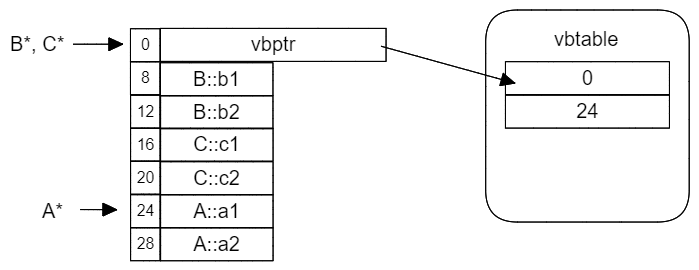 B*, C*
0 vbptr
8 B::b1
12 B::b2
16 C::c1
20 C::c2
A*
24 A::a1
28 A::a2
vbtable
0
24